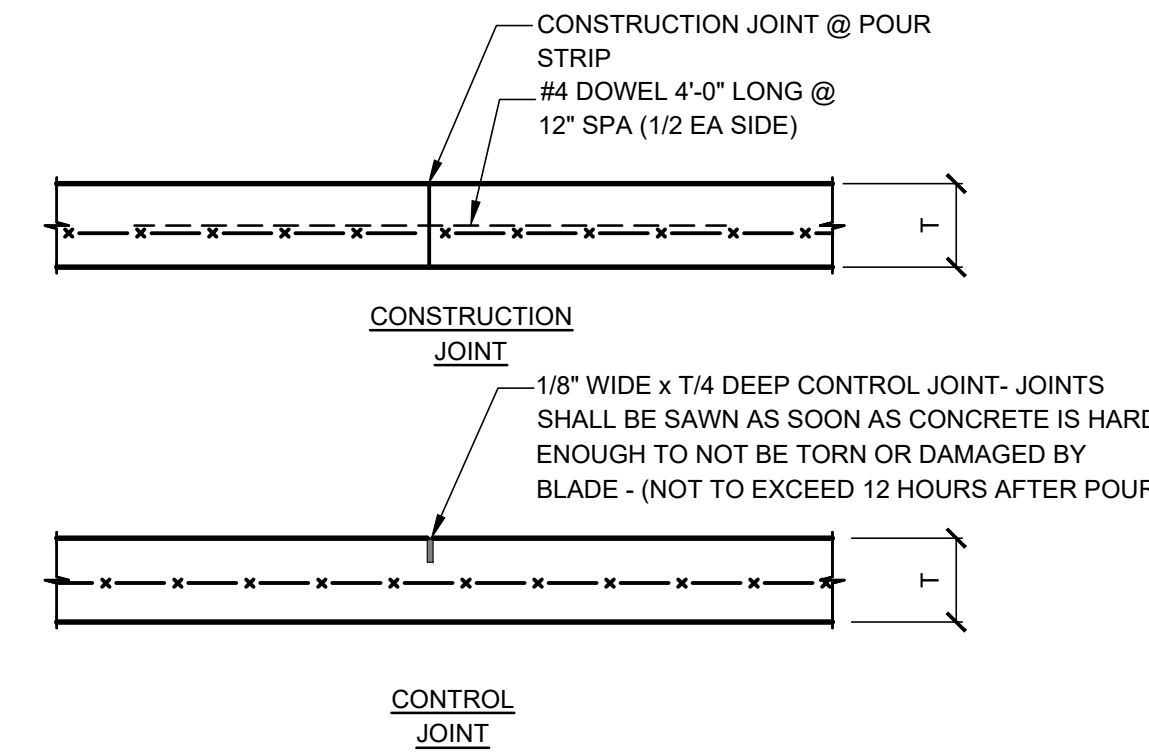 CONSTRUCTION JOINT @ POUR
STRIP
#4 DOWEL 4'-0" LONG @
12" SPA (1/2 EA SIDE)
T
CONSTRUCTION
JOINT
1/8" WIDE x T/4 DEEP CONTROL JOINT- JOINTS
SHALL BE SAWN AS SOON AS CONCRETE IS HARD
ENOUGH TO NOT BE TORN OR DAMAGED BY
BLADE - (NOT TO EXCEED 12 HOURS AFTER POUR
T
CONTROL
JOINT